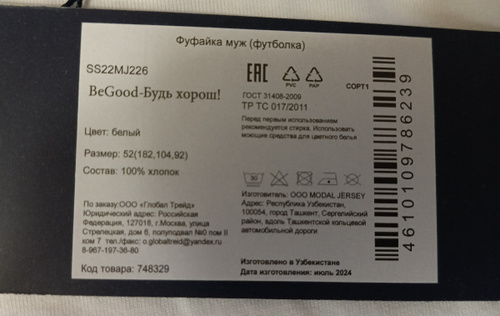 Фуфайка муж (футболка)
SS22MJ226
BeGood-Будь хорош!
Цвет: белый
Размер: 52(182,104,92)
Состав: 100% хлопок
По заказу:ООО «Глобал Трейд»
Юридический адрес: Российская
Федерация, 127018, г.Москва, улица
Стрелецкая, дом 6, полуподвал №0 пом II
ком 7 тел /факс: o.globaltreid@yandex.ru
8-967-197-36-80
Код товара: 748329
ЕАС
РУС
PAP
СОРТ1
ГОСТ 31408-2009
ТР ТС 017/2011
Перед первым использованием
рекомендуется стирка. Использовать
моющие средства для цветного белья
30
Изготовитель: ООО MODAL JERSEY
Адрес: Республика Узбекистан,
100054, город Ташкент, Сергелийский
район, вдоль Ташкентской кольцевой
автомобильной дороги
Изготовлено в Узбекистане
Дата изготовления: июль 2024
4610109786239